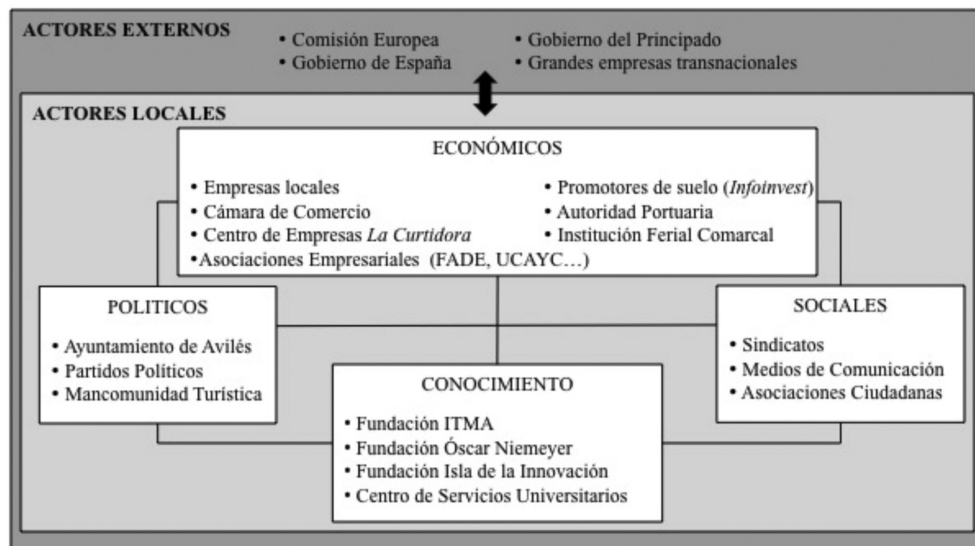 ACTORES EXTERNOS
• Comisión Europea
• Gobierno de España
• Gobierno del Principado
• Grandes empresas transnacionales
ACTORES LOCALES
ECONÓMICOS
• Empresas locales
• Cámara de Comercio
• Centro de Empresas La Curtidora
• Asociaciones Empresariales (FADE, UCAYC…)
• Promotores de suelo (Infoinvest)
• Autoridad Portuaria
• Institución Ferial Comarcal
POLITICOS
• Ayuntamiento de Avilés
• Partidos Políticos
• Mancomunidad Turística
SOCIALES
• Sindicatos
• Medios de Comunicación
• Asociaciones Ciudadanas
CONOCIMIENTO
• Fundación ITMA
• Fundación Óscar Niemeyer
• Fundación Isla de la Innovación
• Centro de Servicios Universitarios